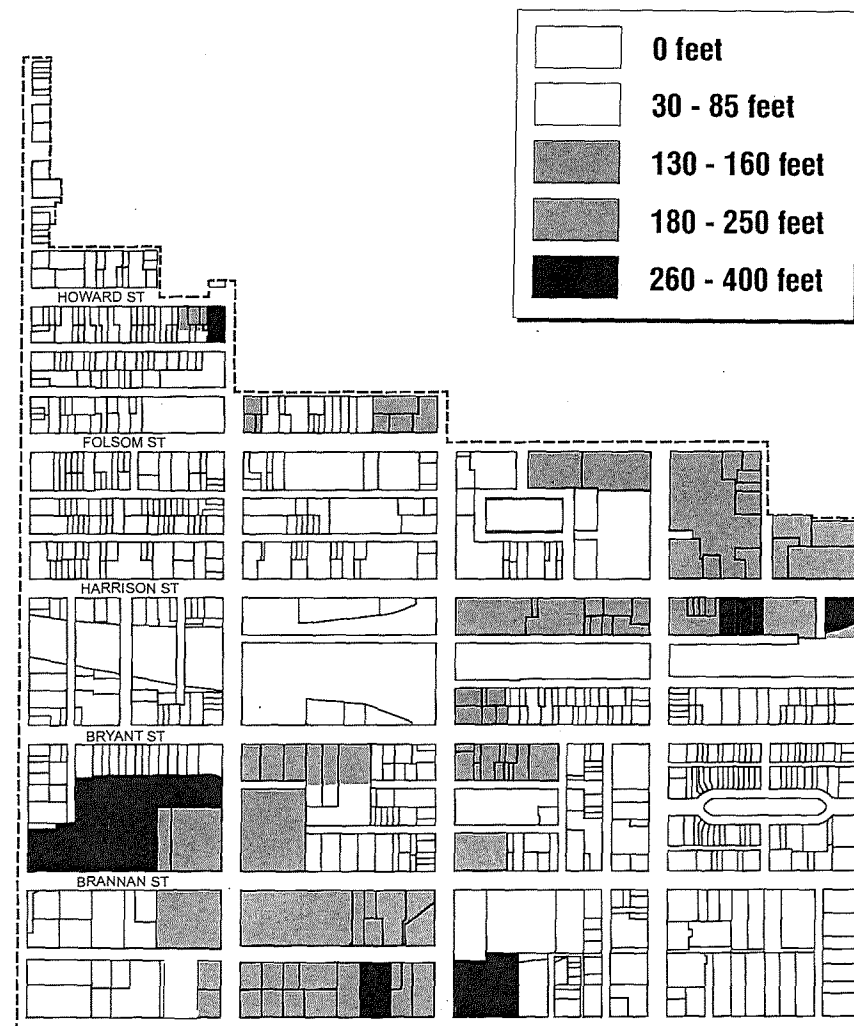 0 feet
30 - 85 feet
130 - 160 feet
180 - 250 feet
260 - 400 feet
HOWARD ST
FOLSOM ST
HARRISON ST
BRYANT ST
BRANNAN ST